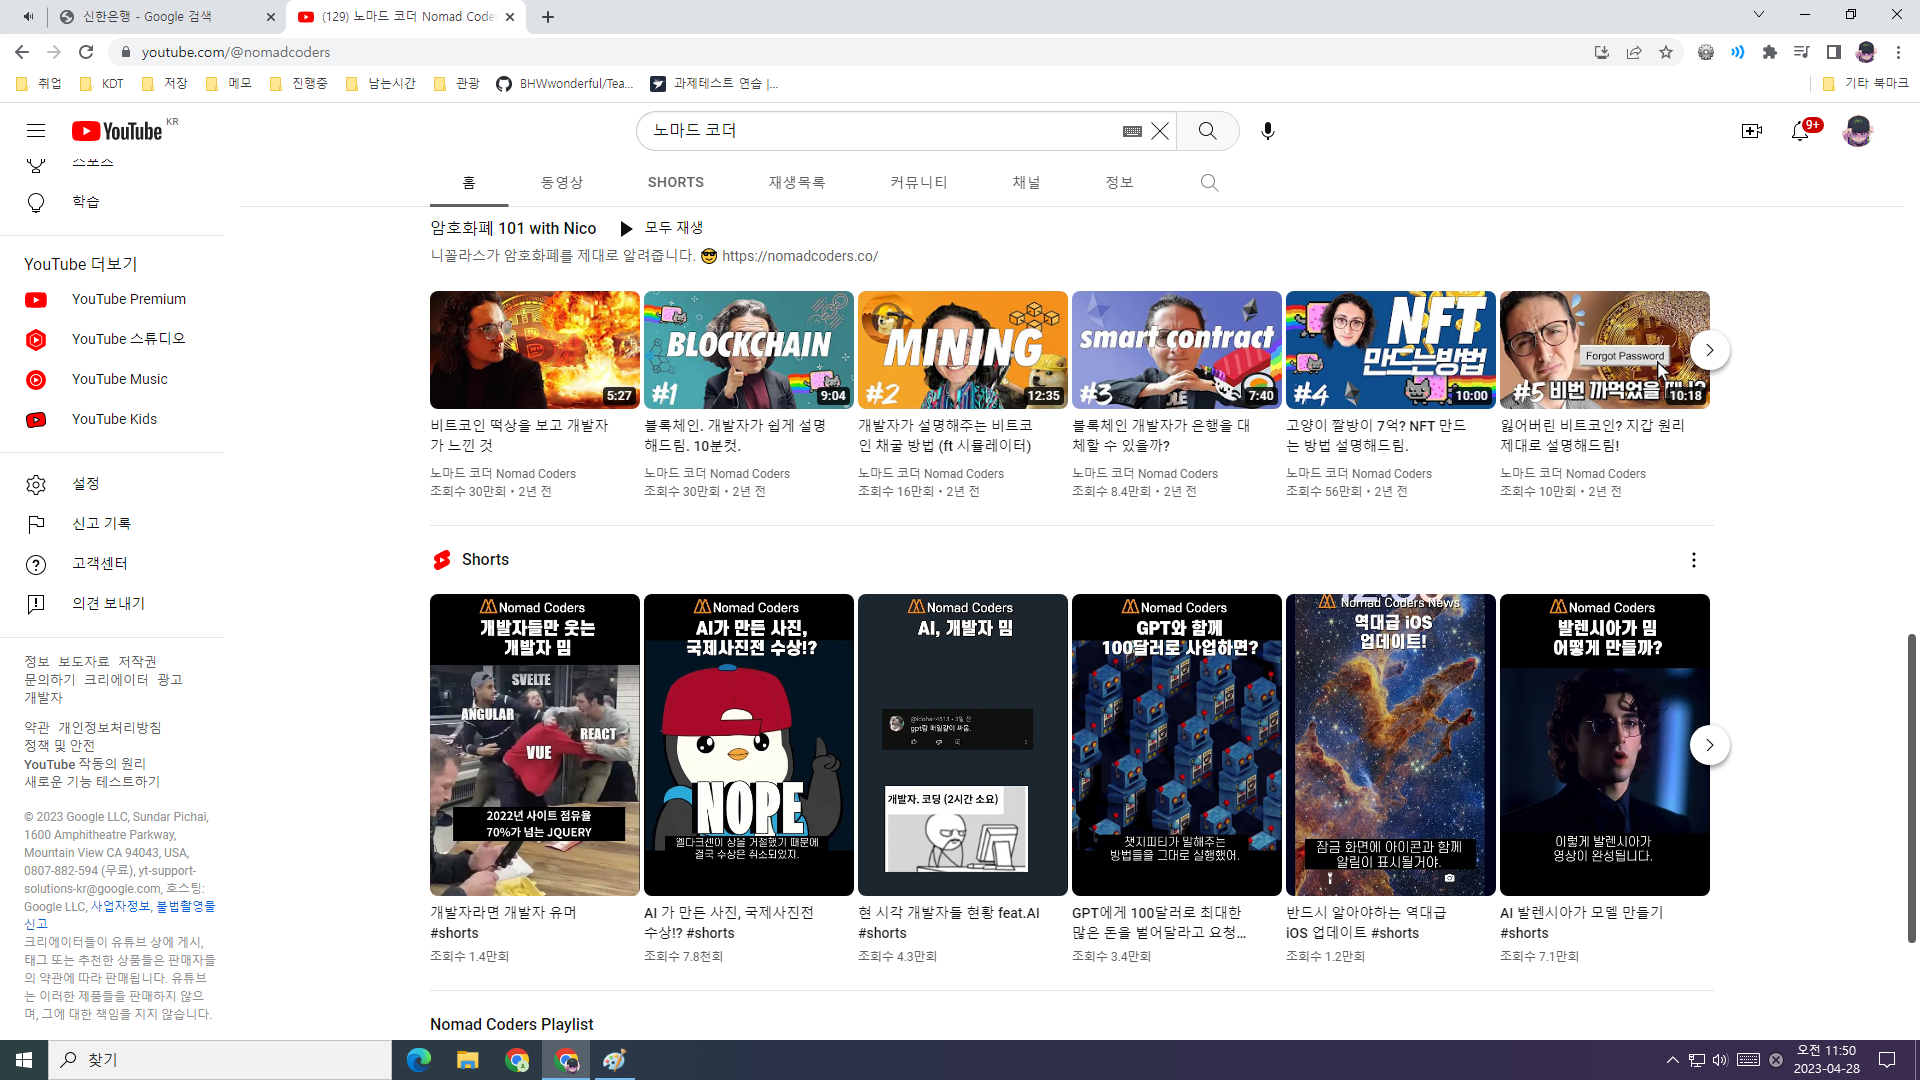 신한은행 - Google 검색
(129) 노마드 코더 Nomad Code
youtube.com/@nomadcoders
취업
KDT
저장
메모
진행중
남는시간
관광
BHWwonderful/Tea...
과제테스트 연습 |...
기타 북마크
YouTube KR
노마드 코더
9+
스포츠
학습
YouTube 더보기
YouTube Premium
YouTube 스튜디오
YouTube Music
YouTube Kids
설정
신고 기록
고객센터
의견 보내기
정보 보도자료 저작권
문의하기 크리에이터 광고
개발자
약관 개인정보처리방침
정책 및 안전
YouTube 작동의 원리
새로운 기능 테스트하기
© 2023 Google LLC, Sundar Pichai,
1600 Amphitheatre Parkway,
Mountain View CA 94043, USA,
0807-882-594 (무료), yt-support-
solutions-kr@google.com, 호스팅:
Google LLC, 사업자정보, 불법촬영물
신고
크리에이터들이 유튜브 상에 게시,
태그 또는 추천한 상품들은 판매자들
의 약관에 따라 판매됩니다. 유튜브
는 이러한 제품들을 판매하지 않으
며, 그에 대한 책임을 지지 않습니다.
홈
동영상
SHORTS
재생목록
커뮤니티
채널
정보
암호화폐 101 with Nico
모두 재생
니꼴라스가 암호화폐를 제대로 알려줍니다. 😎 https://nomadcoders.co/
5:27
비트코인 떡상을 보고 개발자
가 느낀 것
노마드 코더 Nomad Coders
조회수 30만회 • 2년 전
BLOCKCHAIN
#1
9:04
블록체인. 개발자가 쉽게 설명
해드림. 10분컷.
노마드 코더 Nomad Coders
조회수 30만회 • 2년 전
MINING
#2
12:35
개발자가 설명해주는 비트코
인 채굴 방법 (ft 시뮬레이터)
노마드 코더 Nomad Coders
조회수 16만회 • 2년 전
smart contract
#3
7:40
블록체인 개발자가 은행을 대
체할 수 있을까?
노마드 코더 Nomad Coders
조회수 8.4만회 • 2년 전
NFT
만드는방법
#4
10:00
고양이 짤방이 7억? NFT 만드
는 방법 설명해드림.
노마드 코더 Nomad Coders
조회수 56만회 • 2년 전
Forgot Password
#5 비번 까먹었을 때!?
10:18
잃어버린 비트코인? 지갑 원리
제대로 설명해드림!
노마드 코더 Nomad Coders
조회수 10만회 • 2년 전
Shorts
Nomad Coders
개발자들만 웃는
개발자 밈
SVELTE
ANGULAR
REACT
VUE
2022년 사이트 점유율
70%가 넘는 JQUERY
개발자라면 개발자 유머
#shorts
조회수 1.4만회
Nomad Coders
AI가 만든 사진,
국제사진전 수상!?
NOPE
엘다크센이 상을 거절했기 때문에
결국 수상은 취소되었지.
AI 가 만든 사진, 국제사진전
수상!? #shorts
조회수 7.8천회
Nomad Coders
AI, 개발자 밈
gpt랑 매일같이 싸움.
개발자. 코딩 (2시간 소요)
현 시각 개발자들 현황 feat.AI
#shorts
조회수 4.3만회
Nomad Coders
GPT와 함께
100달러로 사업하면?
챗지피티가 말해주는
방법들을 그대로 실행했어.
GPT에게 100달러로 최대한
많은 돈을 벌어달라고 요청...
조회수 3.4만회
Nomad Coders News
역대급 iOS
업데이트!
잠금 화면에 아이콘과 함께
알림이 표시될거야.
반드시 알아야하는 역대급
iOS 업데이트 #shorts
조회수 1.2만회
Nomad Coders
발렌시아가 밈
어떻게 만들까?
이렇게 발렌시아가
영상이 완성됩니다.
AI 발렌시아가 모델 만들기
#shorts
조회수 7.1만회
Nomad Coders Playlist
찾기
오전 11:50
2023-04-28